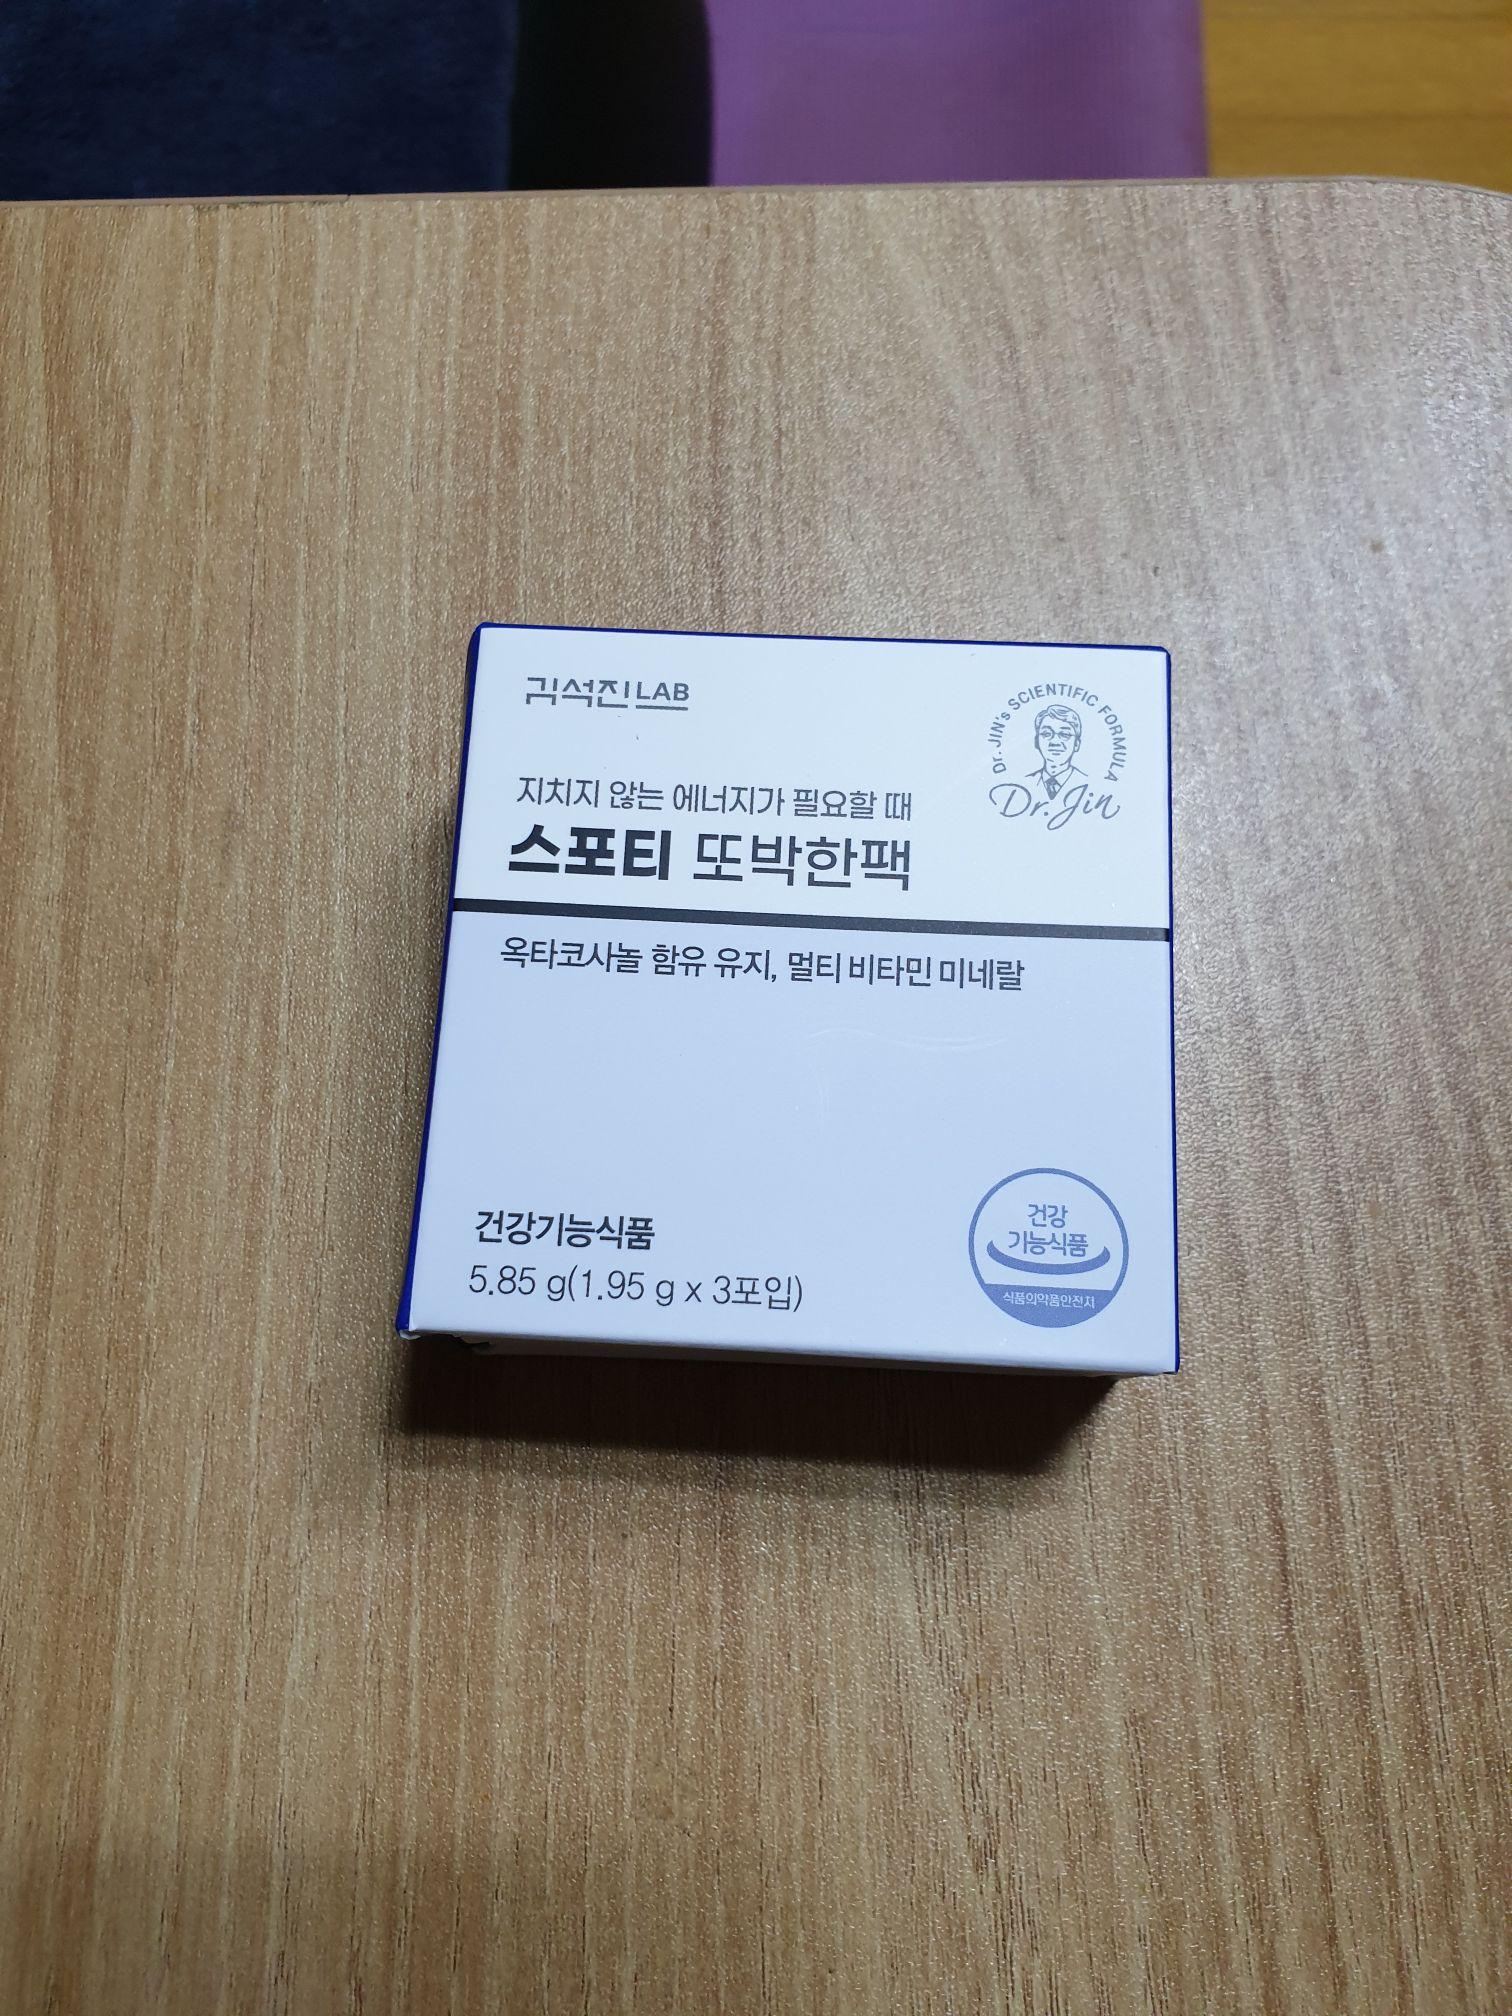 김석진LAB
Dr. JIN's SCIENTIFIC FORMULA
Dr. Jin
지치지 않는 에너지가 필요할 때
스포티 또박한팩
옥타코사놀 함유 유지, 멀티 비타민 미네랄
건강기능식품
5.85 g(1.95 g x 3포입)
건강
기능식품
식품의약품안전처